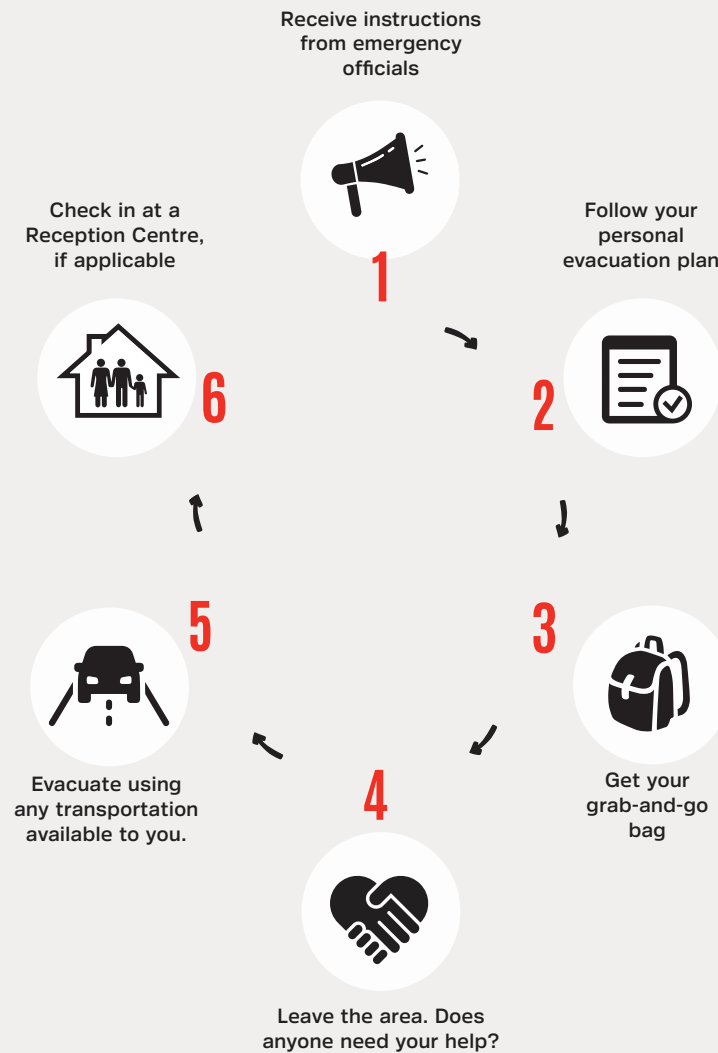 Receive instructions
from emergency
officials
1
Follow your
personal
evacuation plan
2
3
Get your
grab-and-go
bag
4
Leave the area. Does
anyone need your help?
5
Evacuate using
any transportation
available to you.
Check in at a
Reception Centre,
if applicable
6